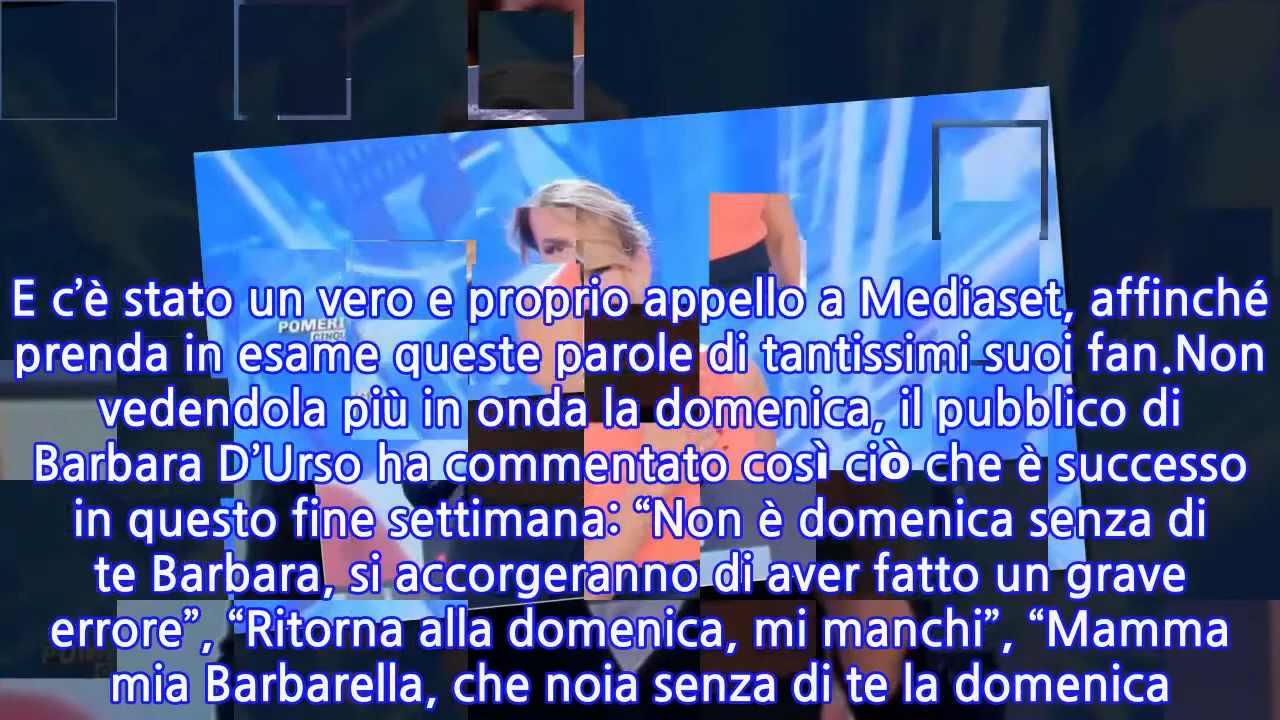 POMERI
CINQU
E c’è stato un vero e proprio appello a Mediaset, affinché
prenda in esame queste parole di tantissimi suoi fan.Non
vedendola più in onda la domenica, il pubblico di
Barbara D’Urso ha commentato così ciò che è successo
in questo fine settimana: “Non è domenica senza di
te Barbara, si accorgeranno di aver fatto un grave
errore”, “Ritorna alla domenica, mi manchi”, “Mamma
mia Barbarella, che noia senza di te la domenica